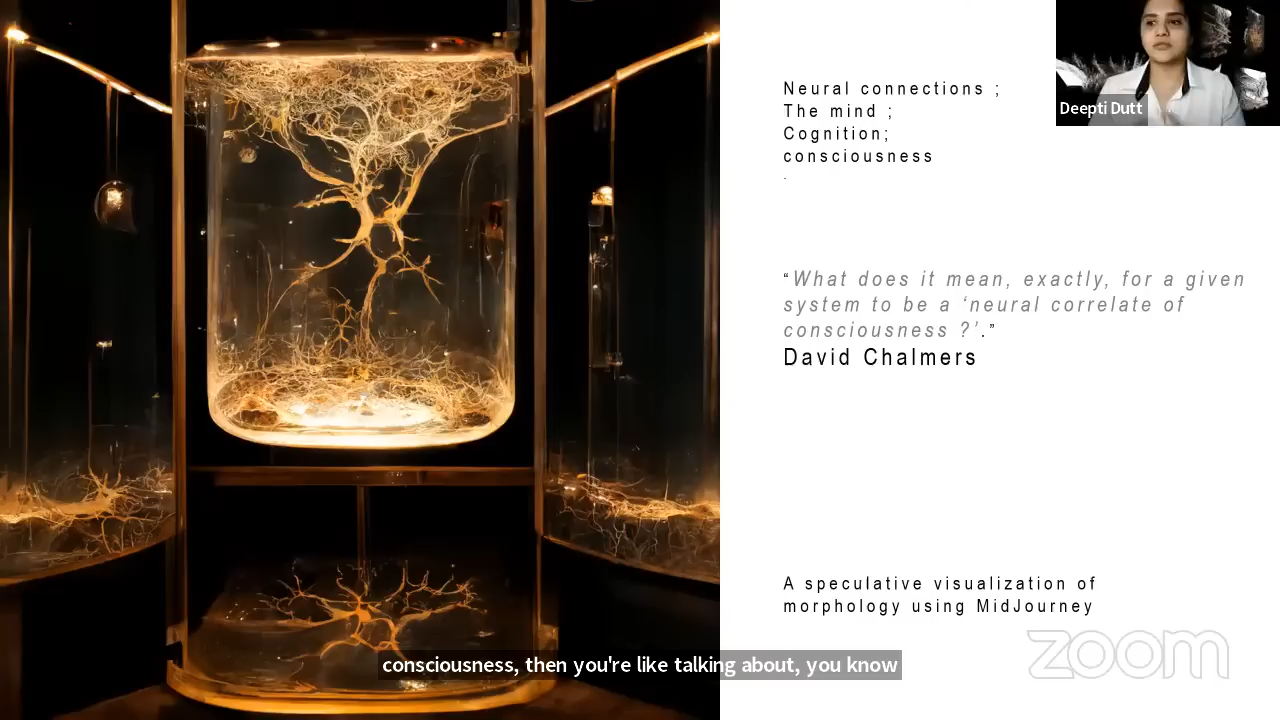 Neural connections ;
The mind ;
Cognition;
consciousness
.
Deepti Dutt
“What does it mean, exactly, for a given
system to be a ‘neural correlate of
consciousness ?’.”
David Chalmers
A speculative visualization of
morphology using MidJourney
zoom
consciousness, then you're like talking about, you know